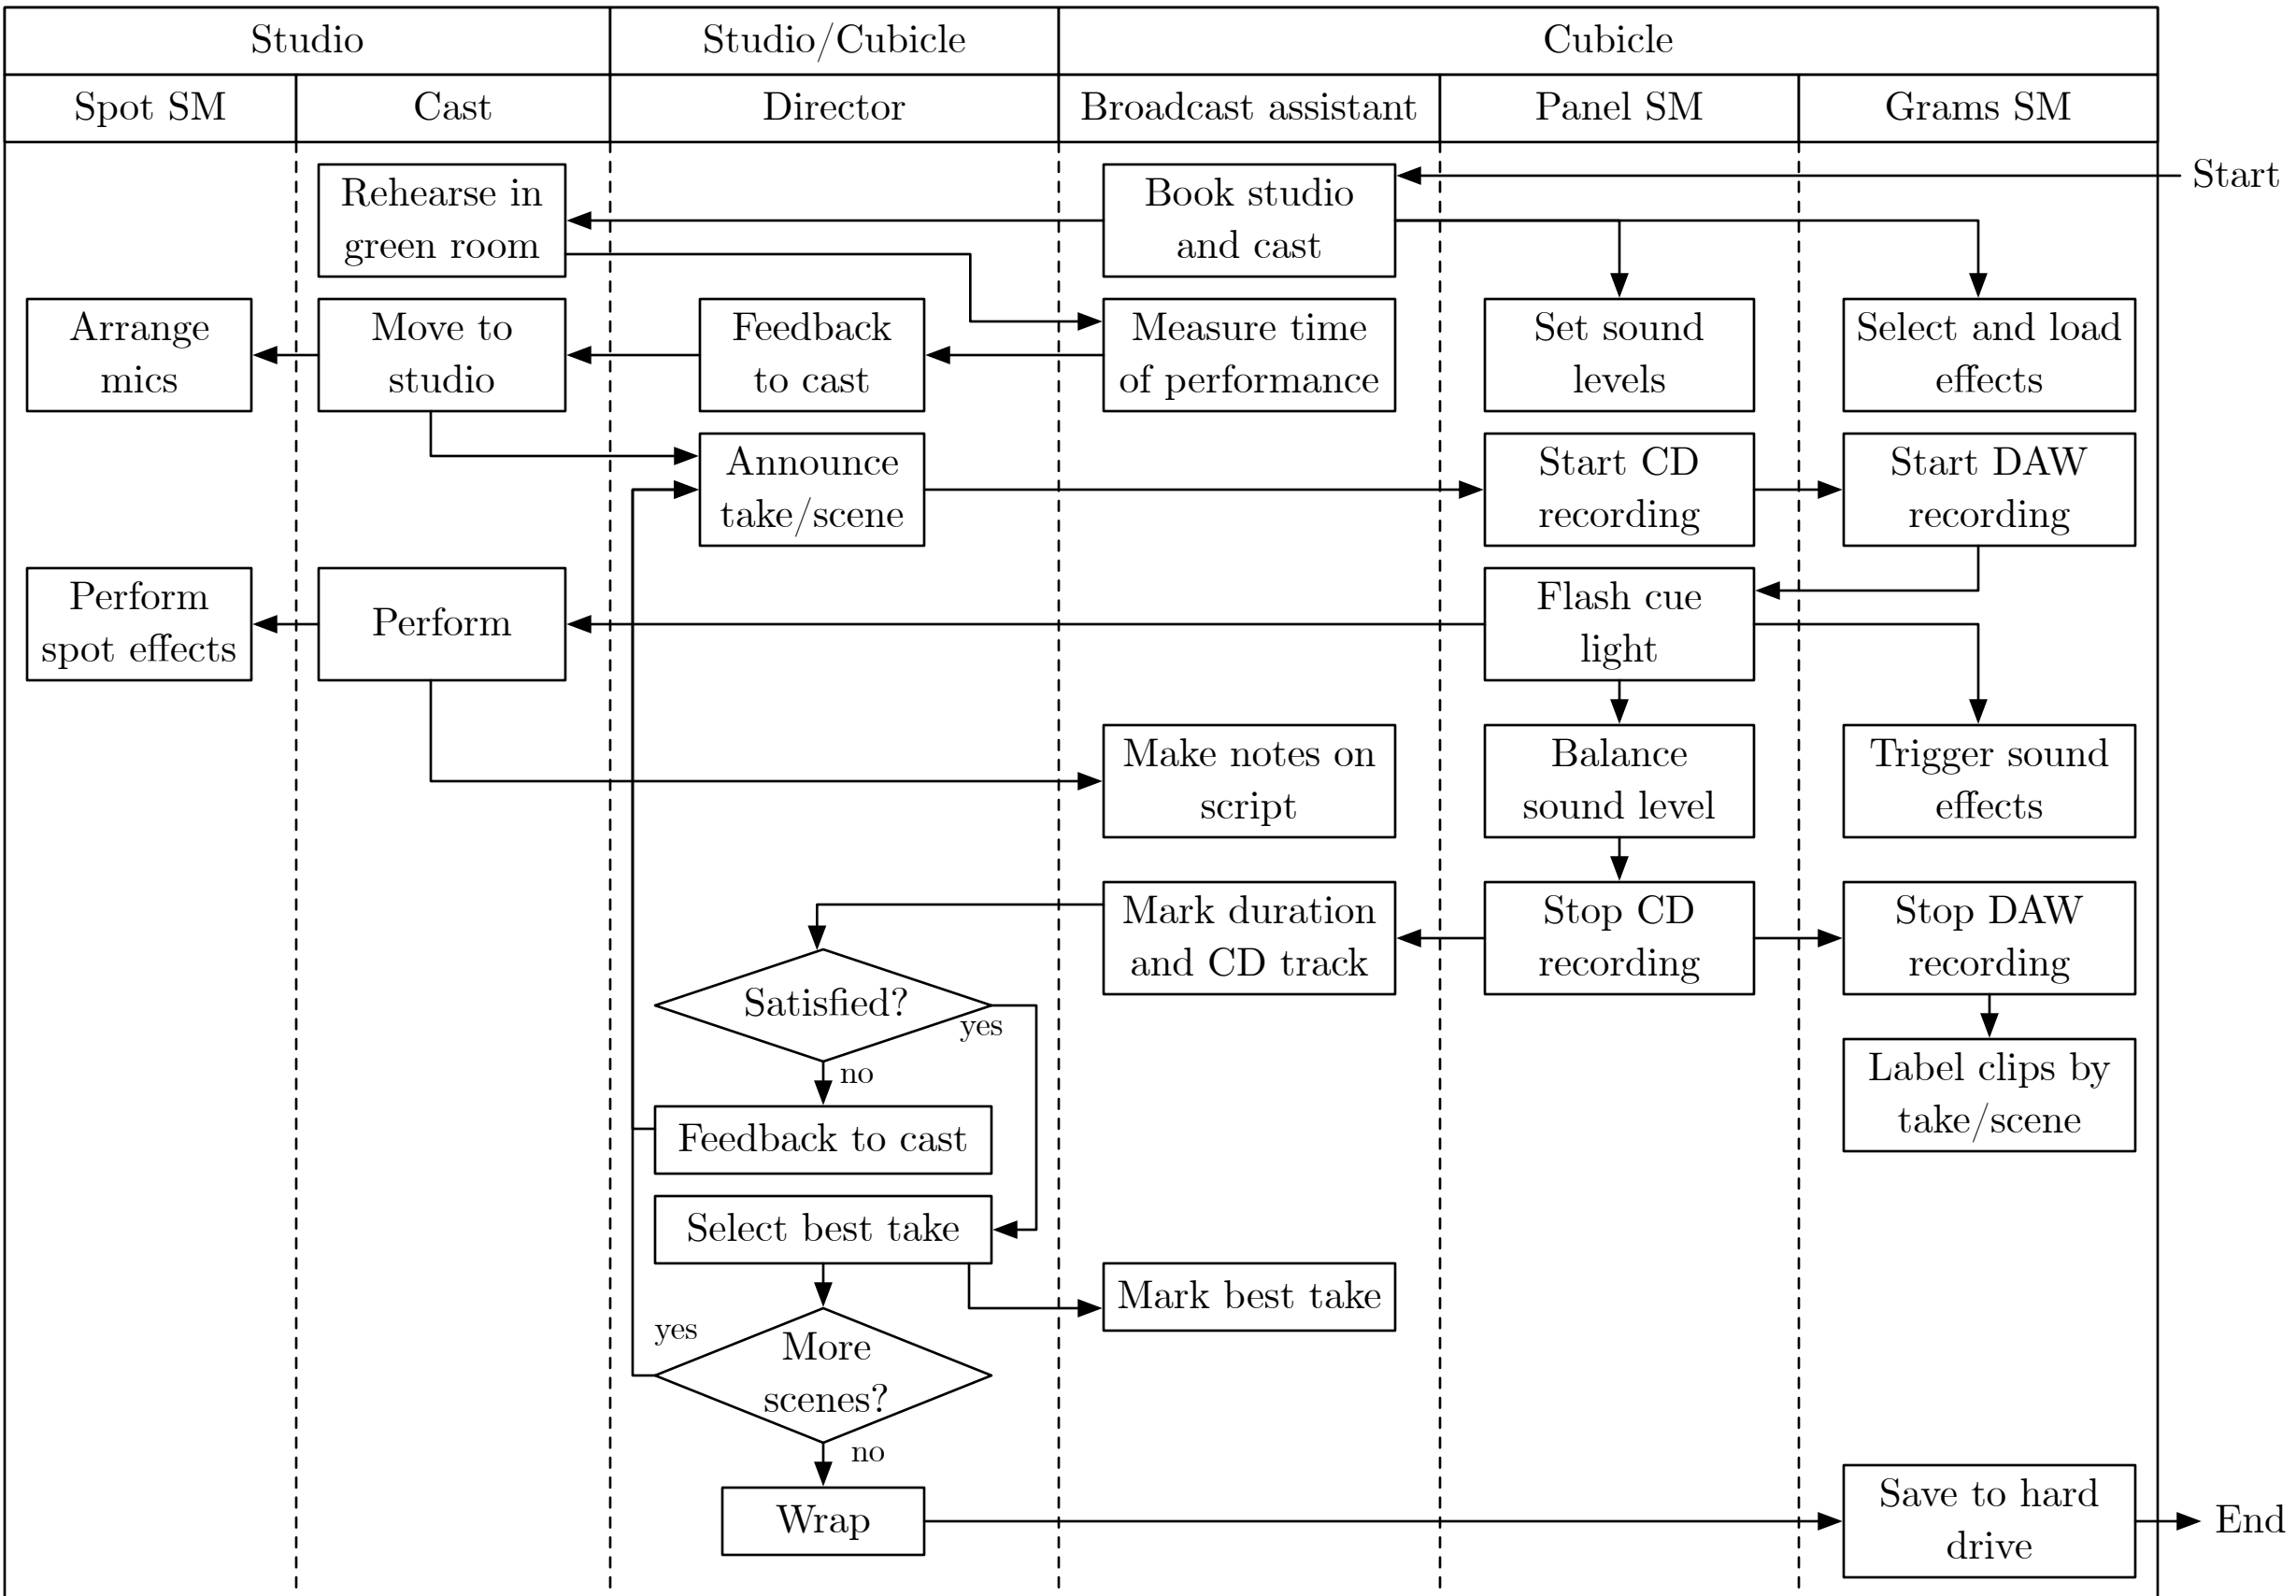 Studio
Studio/Cubicle
Cubicle
Spot SM
Cast
Director
Broadcast assistant
Panel SM
Grams SM
Start
Rehearse in
green room
Book studio
and cast
Arrange
mics
Move to
studio
Feedback
to cast
Measure time
of performance
Set sound
levels
Select and load
effects
Announce
take/scene
Start CD
recording
Start DAW
recording
Perform
spot effects
Perform
Flash cue
light
Make notes on
script
Balance
sound level
Trigger sound
effects
Mark duration
and CD track
Stop CD
recording
Stop DAW
recording
Satisfied?
yes
no
Label clips by
take/scene
Feedback to cast
Select best take
Mark best take
yes
More
scenes?
no
Wrap
Save to hard
drive
End